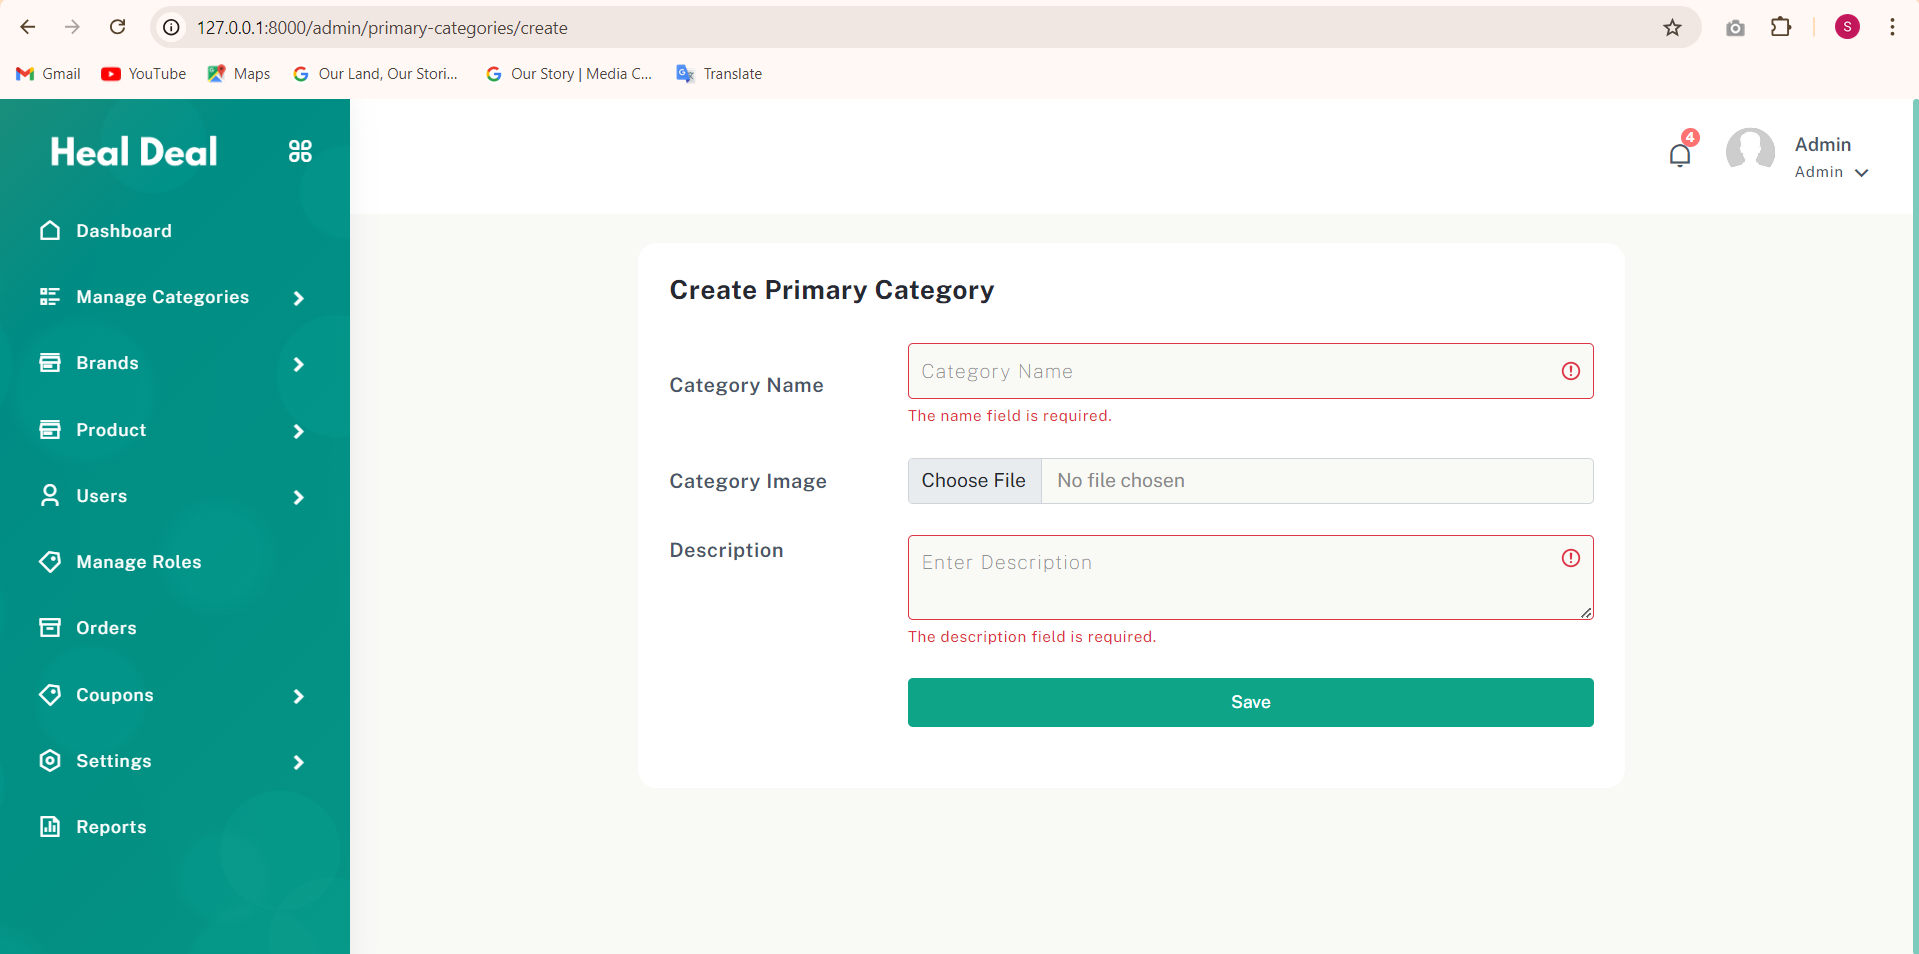 127.0.0.1:8000/admin/primary-categories/create
S
Gmail
YouTube
Maps
Our Land, Our Stori...
Our Story | Media C...
Translate
Heal Deal
4
Admin
Admin
Dashboard
Manage Categories
Brands
Product
Users
Manage Roles
Orders
Coupons
Settings
Reports
Create Primary Category
Category Name
Category Name
The name field is required.
Category Image
Choose File
No file chosen
Description
Enter Description
The description field is required.
Save